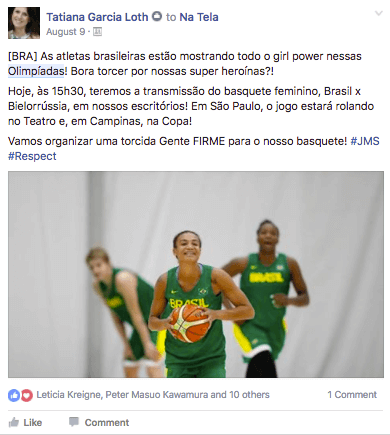 Tatiana Garcia Loth to Na Tela
August 9 ·
[BRA] As atletas brasileiras estão mostrando todo o girl power nessas
Olimpíadas! Bora torcer por nossas super heroínas?!
Hoje, às 15h30, teremos a transmissão do basquete feminino, Brasil x
Bielorrússia, em nossos escritórios! Em São Paulo, o jogo estará rolando
no Teatro e, em Campinas, na Copa!
Vamos organizar uma torcida Gente FIRME para o nosso basquete! #JMS
#Respect
BRASIL
BRASIL
Leticia Kreigne, Peter Masuo Kawamura and 10 others
1 Comment
Like
Comment